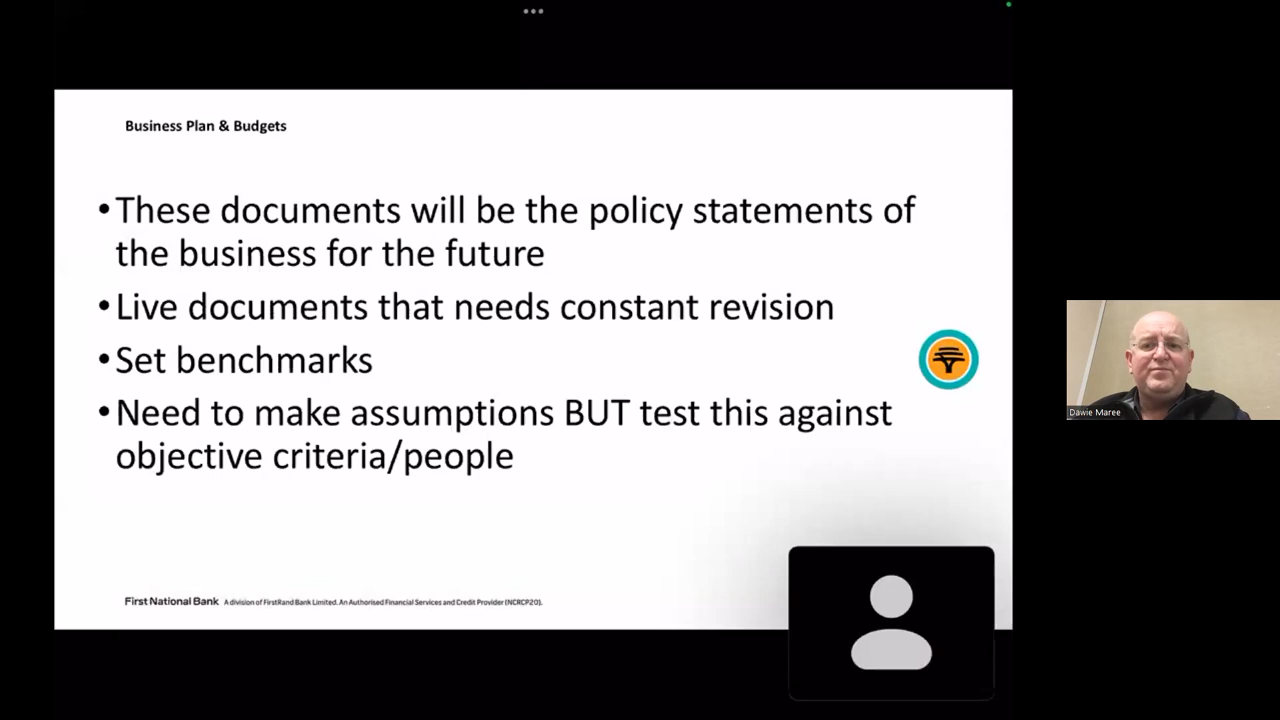 Business Plan & Budgets
• These documents will be the policy statements of
the business for the future
• Live documents that needs constant revision
• Set benchmarks
• Need to make assumptions BUT test this against
objective criteria/people
First National Bank A division of FirstRand Bank Limited. An Authorised Financial Services and Credit Provider (NCRCP20).
Dawie Maree